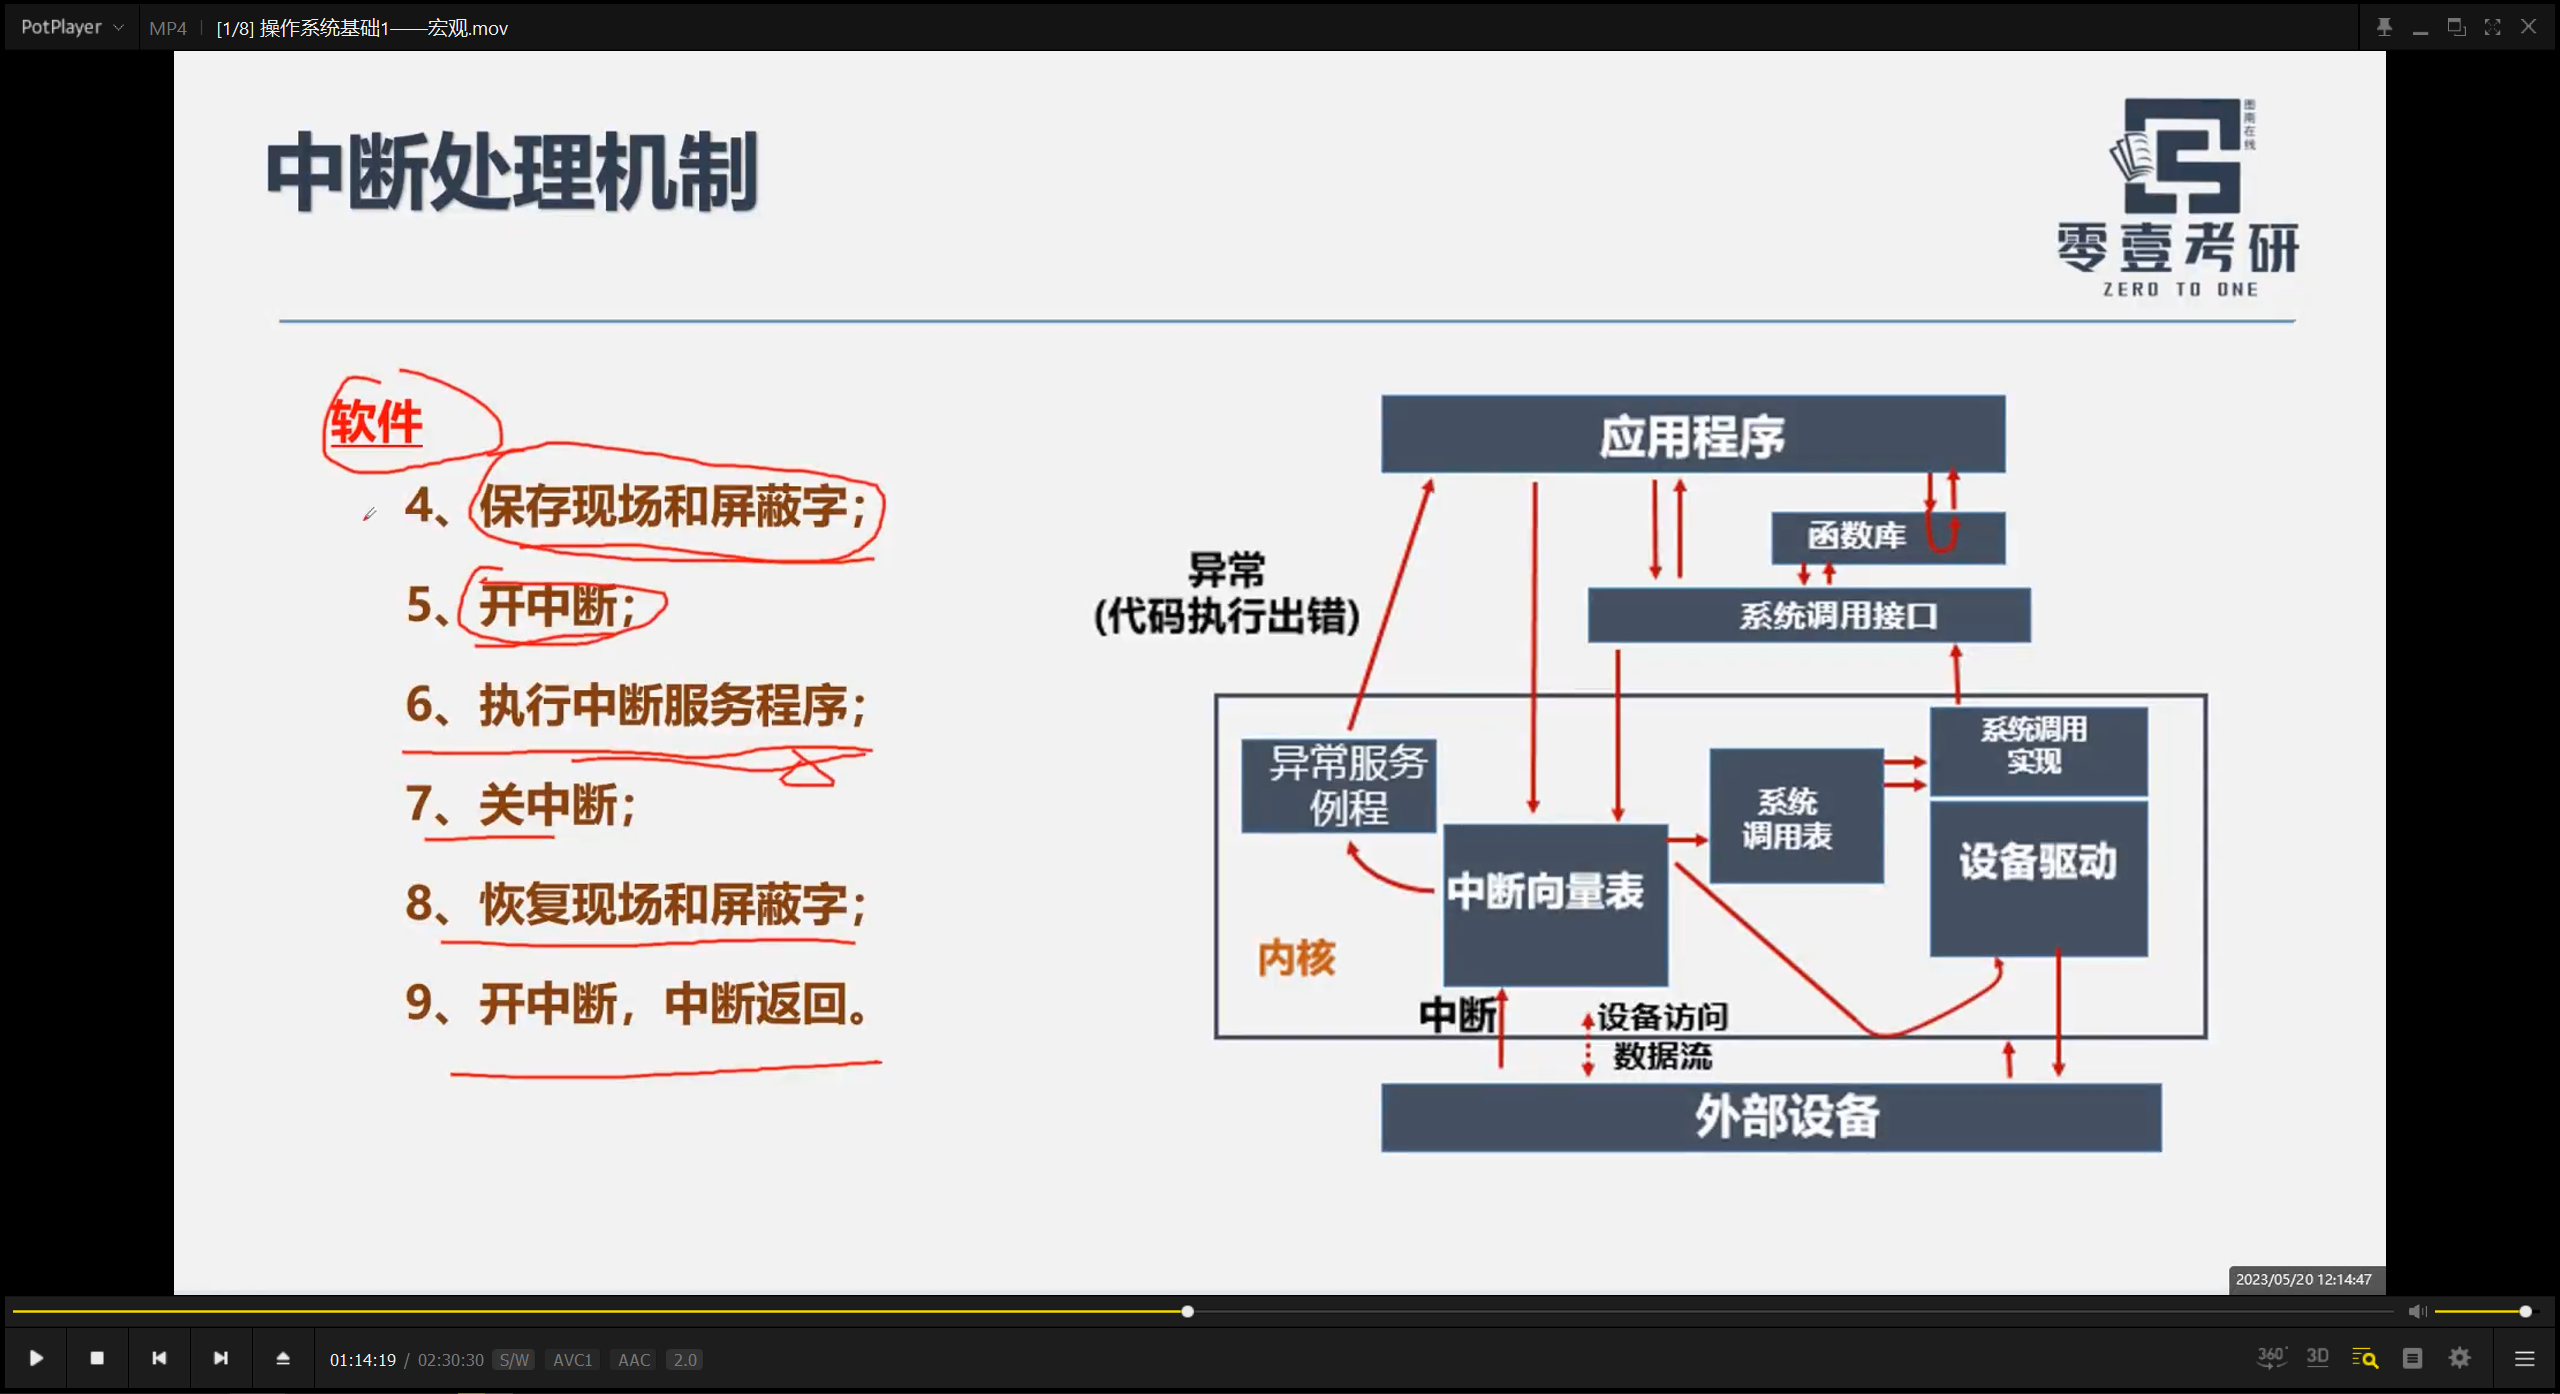 PotPlayer
MP4
[1/8] 操作系统基础1——宏观.mov
中断处理机制
图南在线
零壹考研
ZERO TO ONE
软件
4、保存现场和屏蔽字；
5、开中断；
6、执行中断服务程序；
7、关中断；
8、恢复现场和屏蔽字；
9、开中断，中断返回。
应用程序
函数库
异常
(代码执行出错)
系统调用接口
异常服务
例程
系统调用
实现
系统
调用表
设备驱动
中断向量表
内核
中断
设备访问
数据流
外部设备
2023/05/20 12:14:47
01:14:19 / 02:30:30 S/W AVC1 AAC 2.0
360°
3D